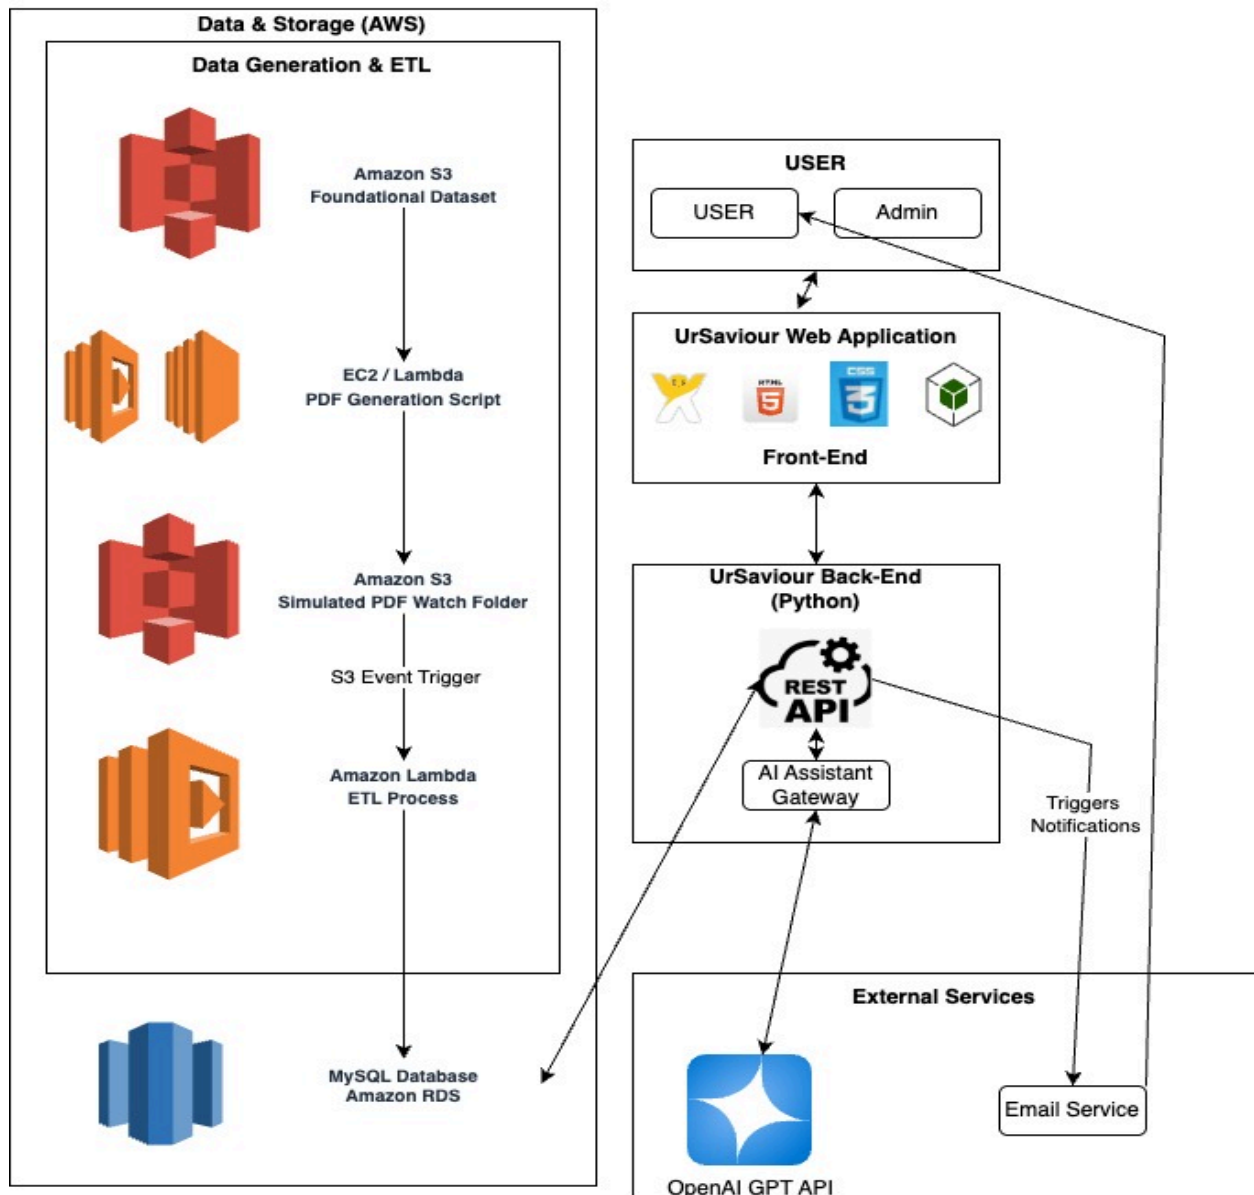 Data & Storage (AWS)
Data Generation & ETL
Amazon S3
Foundational Dataset
EC2 / Lambda
PDF Generation Script
Amazon S3
Simulated PDF Watch Folder
S3 Event Trigger
Amazon Lambda
ETL Process
MySQL Database
Amazon RDS
USER
USER
Admin
UrSaviour Web Application
HTML
5
CSS
3
Front-End
UrSaviour Back-End
(Python)
REST
API
AI Assistant
Gateway
Triggers
Notifications
External Services
Email Service
OpenAI GPT API